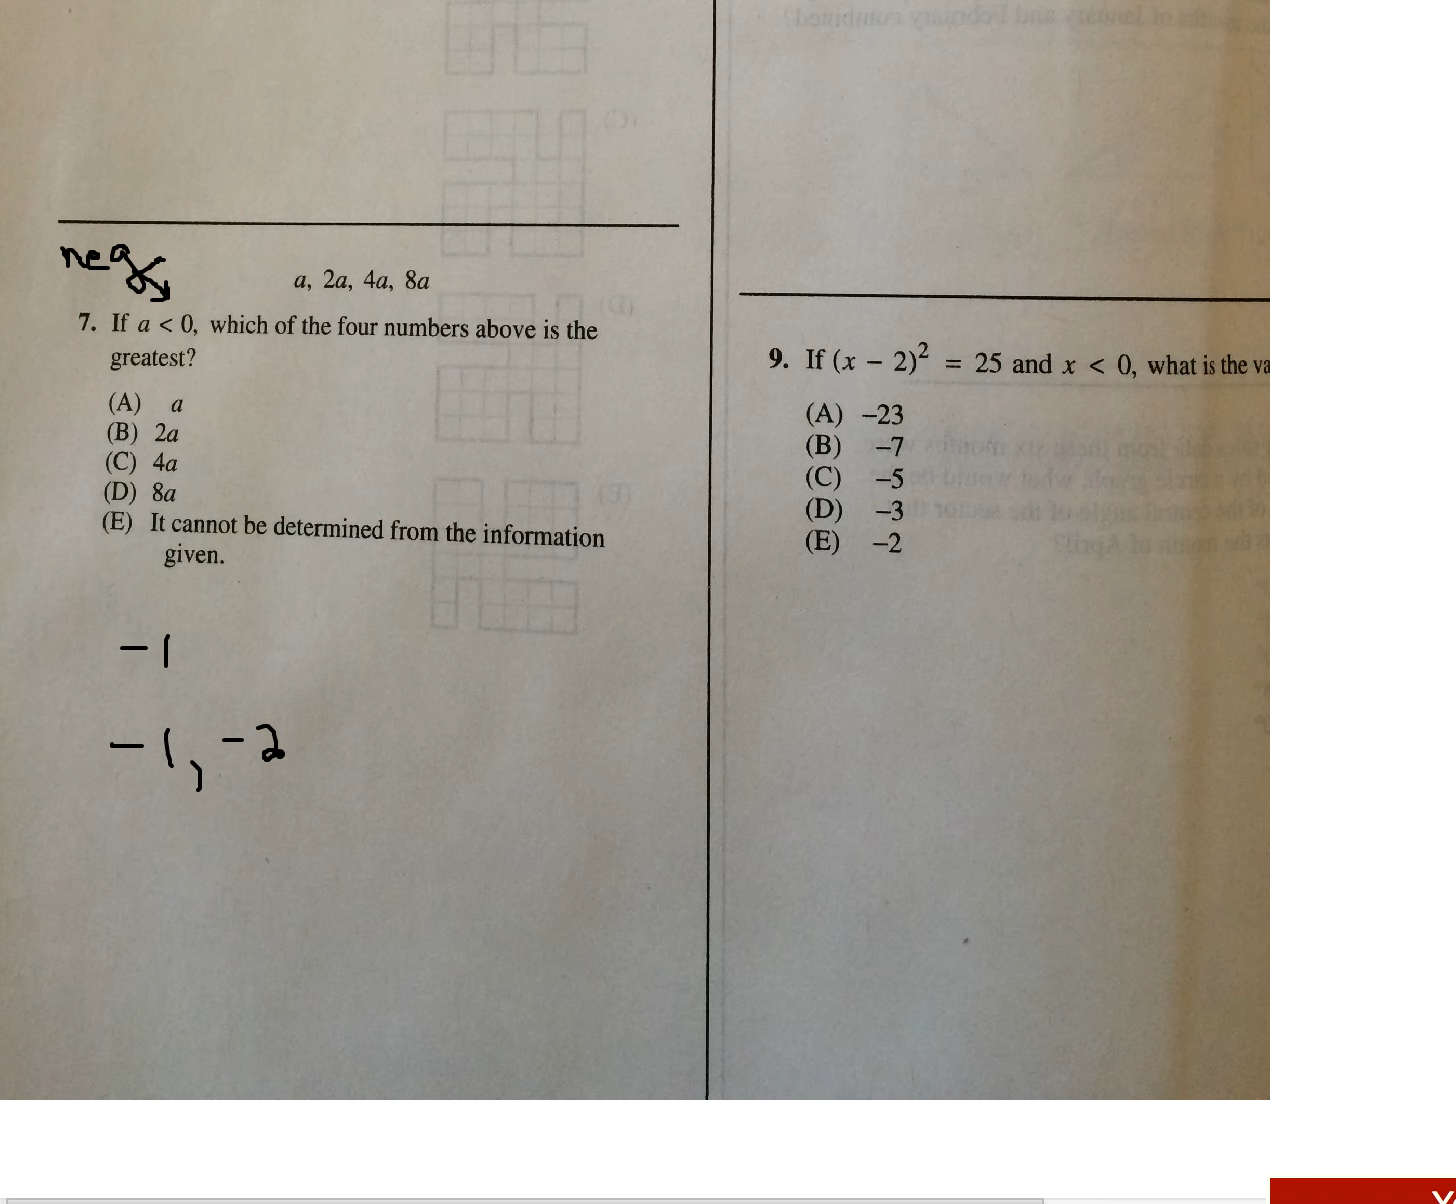 neg
a, 2a, 4a, 8a
7. If a < 0, which of the four numbers above is the
greatest?
(A) a
(B) 2a
(C) 4a
(D) 8a
(E) It cannot be determined from the information
given.
-1
-1, -2
9. If (x − 2)² = 25 and x < 0, what is the va
(A) –23
(B) –7
(C) –5
(D) –3
(E) –2